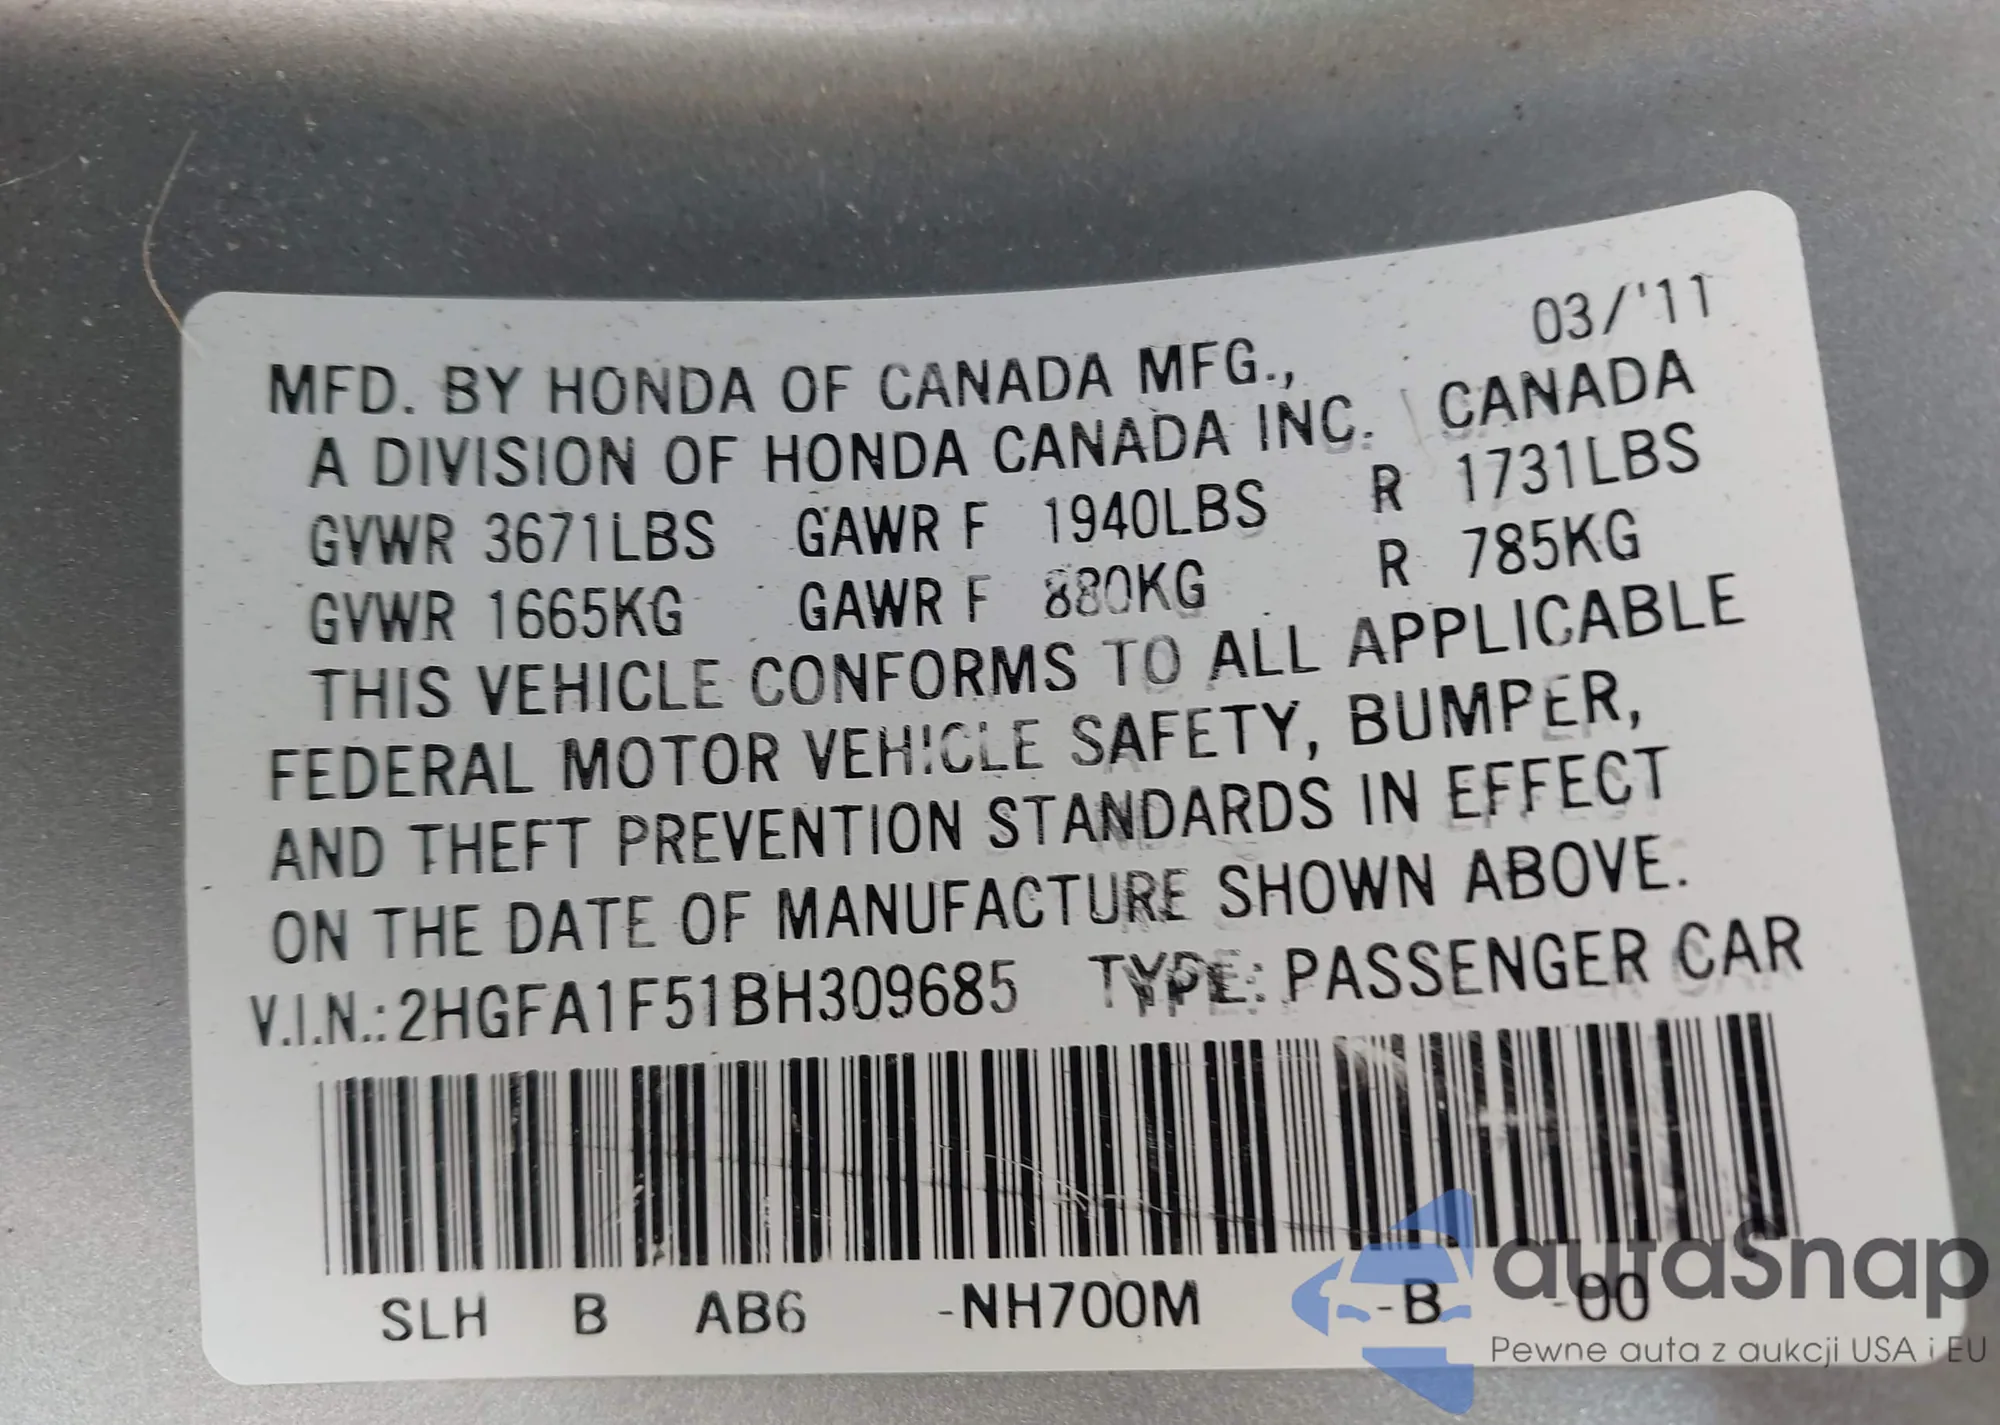 03/'11
MFD. BY HONDA OF CANADA MFG.,
A DIVISION OF HONDA CANADA INC. CANADA
GVWR 3671LBS GAWR F 1940LBS R 1731LBS
GVWR 1665KG GAWR F 880KG R 785KG
THIS VEHICLE CONFORMS TO ALL APPLICABLE
FEDERAL MOTOR VEHICLE SAFETY, BUMPER,
AND THEFT PREVENTION STANDARDS IN EFFECT
ON THE DATE OF MANUFACTURE SHOWN ABOVE.
V.I.N.:2HGFA1F51BH309685 TYPE: PASSENGER CAR
SLH B AB6 -NH700M -B -00
autaSnap
Pewne auta z aukcji USA i EU